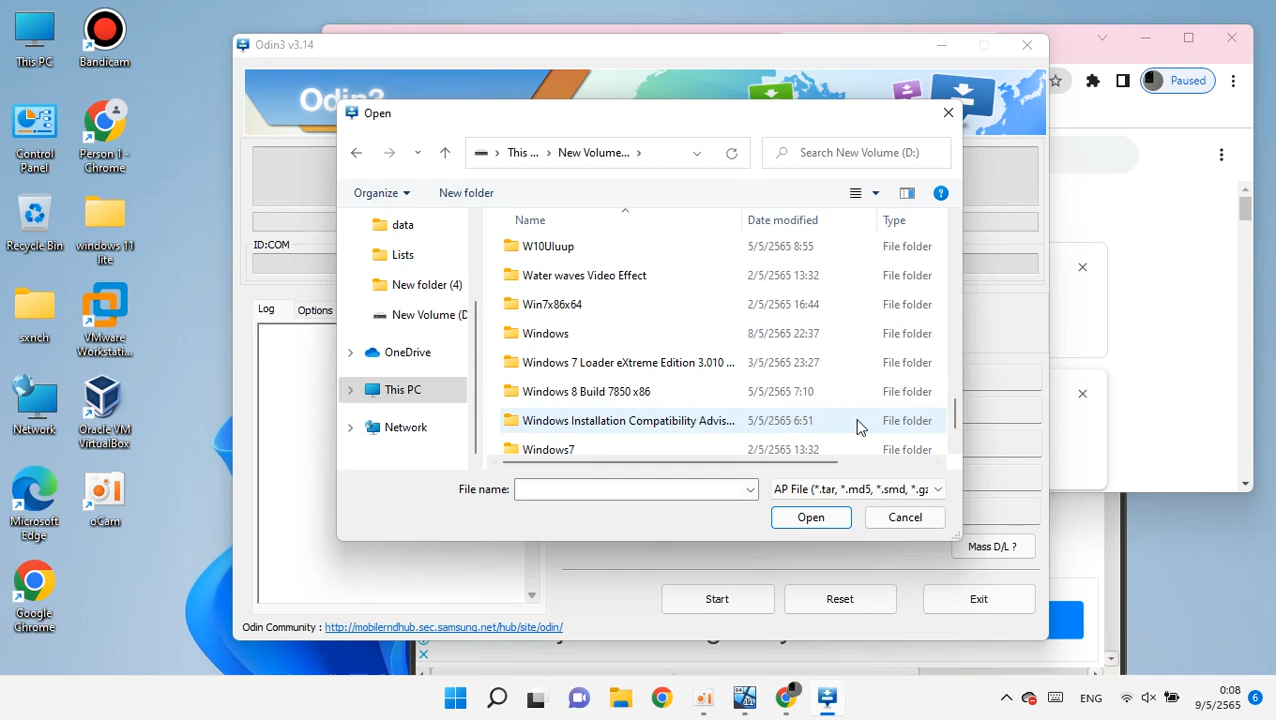 This PC
Bandicam
Control
Panel
Person 1 -
Chrome
Recycle Bin
windows 11
lite
sxnch
VMware
Workstati...
Network
Oracle VM
VirtualBox
Microsoft
Edge
oCam
Google
Chrome
Odin3 v3.14
Paused
ID:COM
Log
Options
Open
This ...
New Volume...
Search New Volume (D:)
Organize
New folder
Name
Date modified
Type
data
Lists
New folder (4)
New Volume (D
OneDrive
This PC
Network
W10UIuup 5/5/2565 8:55 File folder
Water waves Video Effect 2/5/2565 13:32 File folder
Win7x86x64 2/5/2565 16:44 File folder
Windows 8/5/2565 22:37 File folder
Windows 7 Loader eXtreme Edition 3.010 ... 3/5/2565 23:27 File folder
Windows 8 Build 7850 x86 5/5/2565 7:10 File folder
Windows Installation Compatibility Advis... 5/5/2565 6:51 File folder
Windows7 2/5/2565 13:32 File folder
File name:
AP File (*.tar, *.md5, *.smd, *.gz
Open
Cancel
Mass D/L ?
Start
Reset
Exit
Odin Community : http://mobilerndhub.sec.samsung.net/hub/site/odin/
ENG
0:08
9/5/2565
6